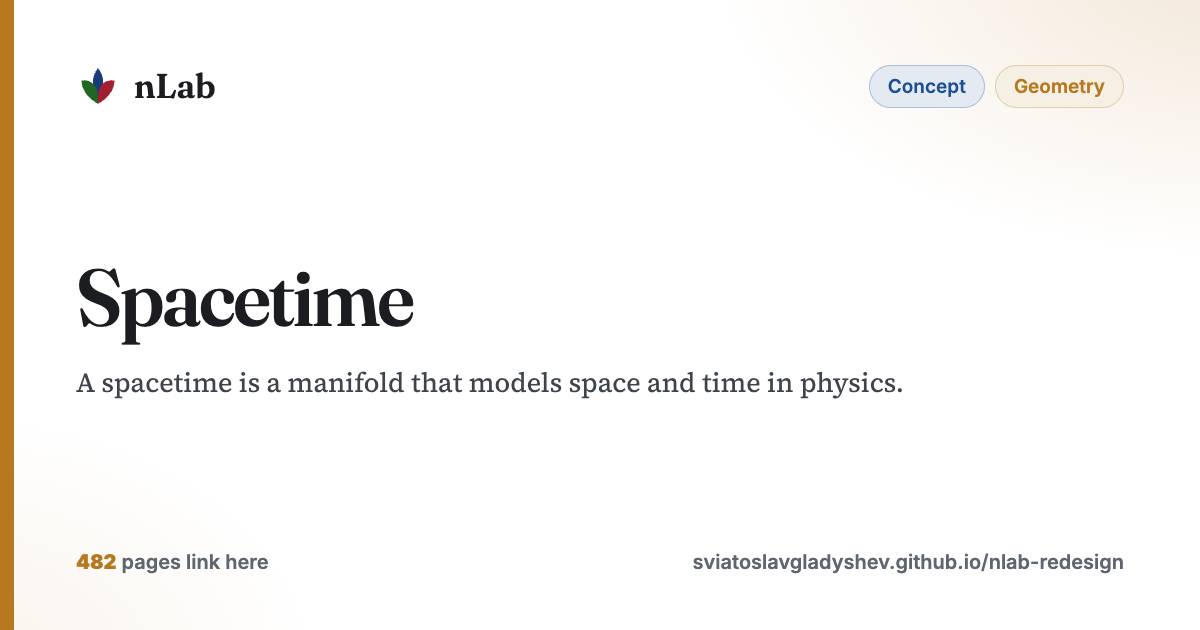 nLab
Concept
Geometry
Spacetime
A spacetime is a manifold that models space and time in physics.
482 pages link here
sviatoslavgladyshev.github.io/nlab-redesign